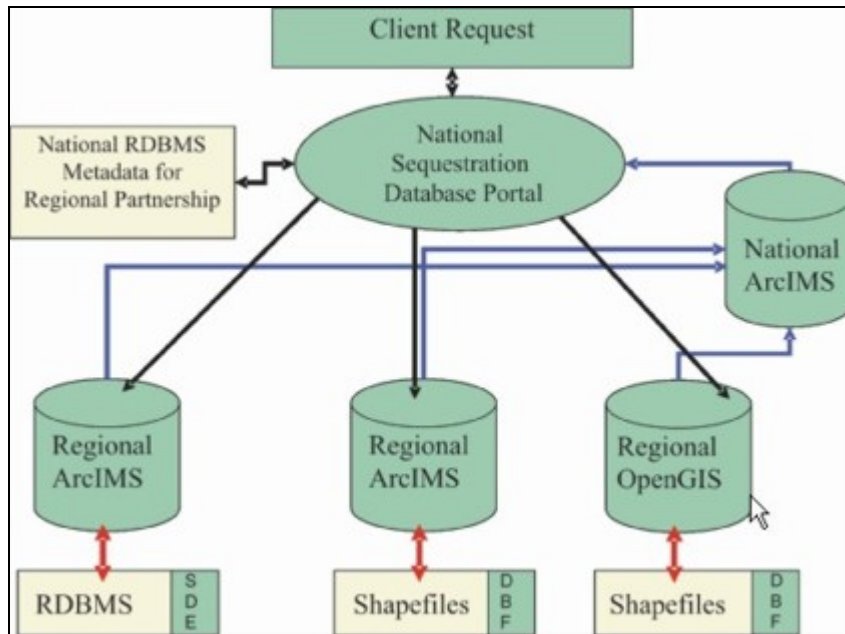 Client Request
National
Sequestration
Database Portal
National RDBMS
Metadata for
Regional Partnership
National
ArcIMS
Regional
ArcIMS
Regional
ArcIMS
Regional
OpenGIS
RDBMS
S
D
E
Shapefiles
D
B
F
Shapefiles
D
B
F